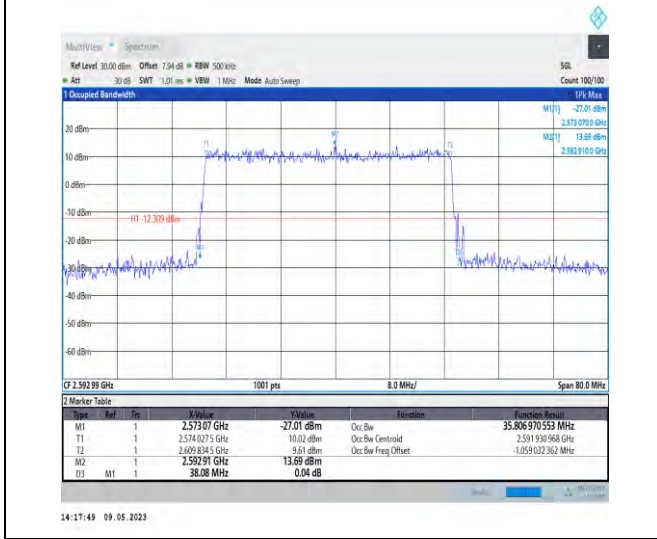 MultiView Spectrum
Ref Level 30.00 dBm Offset 7.94 dB RBW 500 kHz SGL
Att 30 dB SWT 1.01 ms VBW 1 MHz Mode Auto Sweep Count 100/100
1 Occupied Bandwidth 1Pk Max
M1[1] -27.01 dBm
2.573 0700 GHz
20 dBm M2[1] 13.69 dBm
2.592 9100 GHz
T1 M2 T2
10 dBm
0 dBm
-10 dBm
H1 -12.309 dBm
-20 dBm
M1
-30 dBm
-40 dBm
-50 dBm
-60 dBm
CF 2.592 99 GHz 1001 pts 8.0 MHz/ Span 80.0 MHz
2 Marker Table
Type Ref Trc X-Value Y-Value Function Function Result
M1 1 2.573 07 GHz -27.01 dBm Occ Bw 35.806 970 553 MHz
T1 1 2.574 027 5 GHz 10.02 dBm Occ Bw Centroid 2.591 930 968 GHz
T2 1 2.609 834 5 GHz 9.61 dBm Occ Bw Freq Offset -1.059 032 362 MHz
M2 1 2.592 91 GHz 13.69 dBm
D3 M1 1 38.08 MHz 0.04 dB
14:17:49 09.05.2023